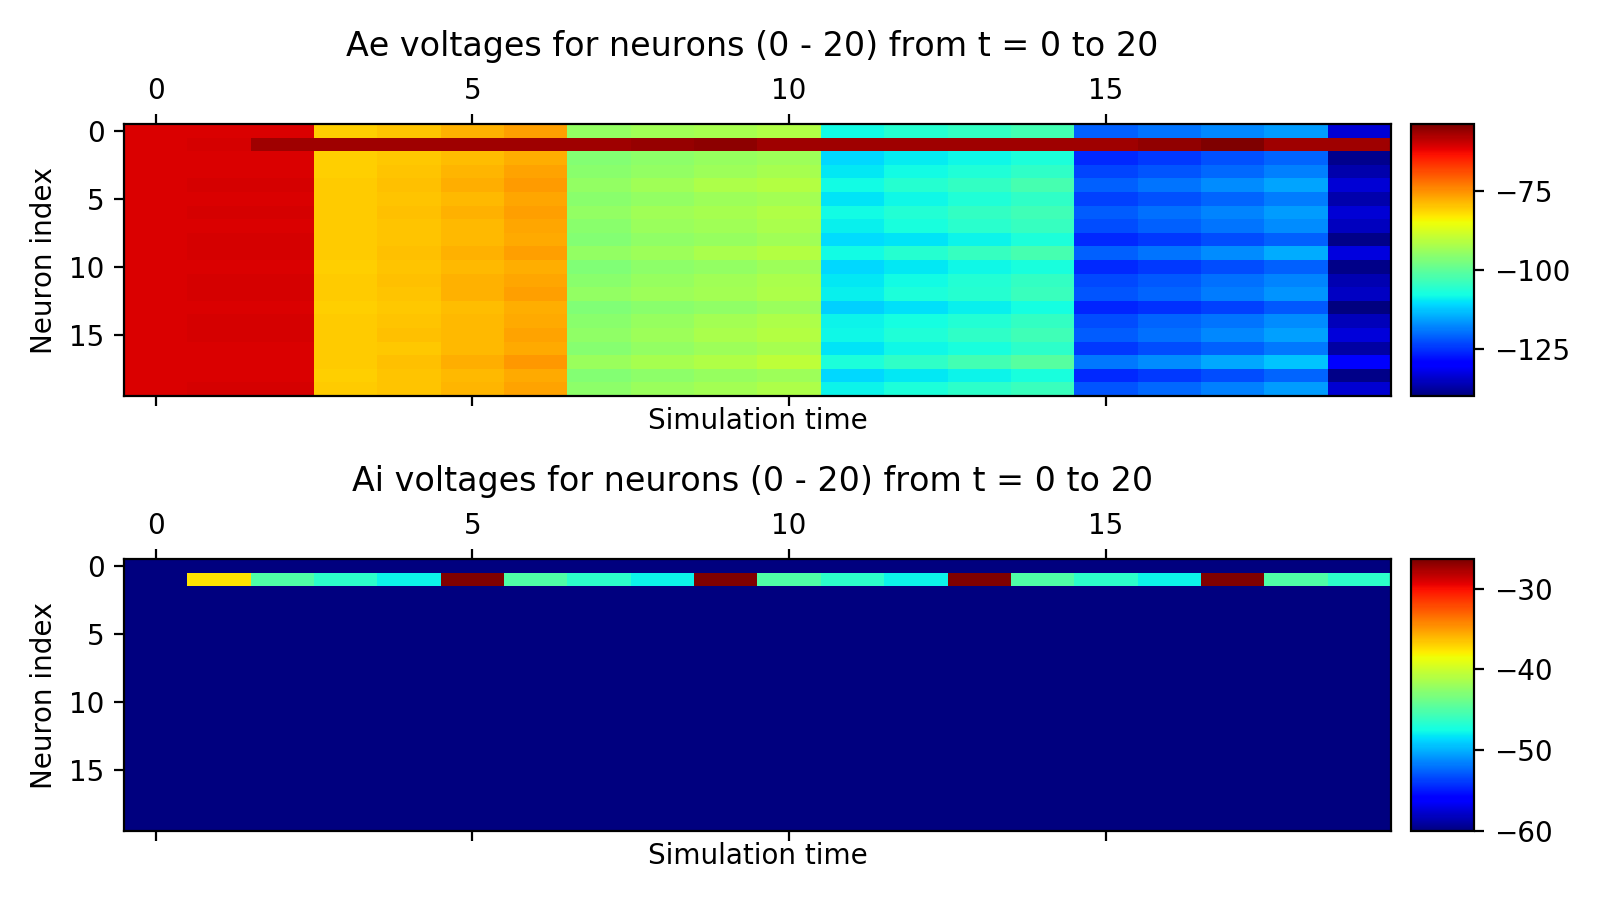 Ae voltages for neurons (0 - 20) from t = 0 to 20
0 5 10 15
Neuron index
0
5
10
15
−75
−100
−125
Simulation time
Ai voltages for neurons (0 - 20) from t = 0 to 20
0 5 10 15
Neuron index
0
5
10
15
−30
−40
−50
−60
Simulation time